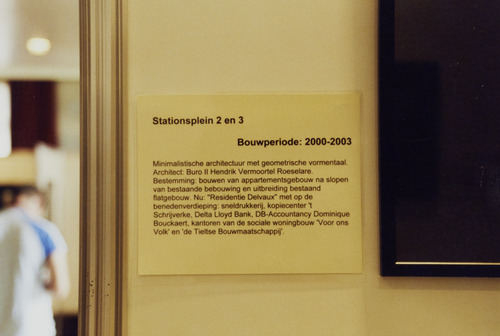 Stationsplein 2 en 3
Bouwperiode: 2000-2003
Minimalistische architectuur met geometrische vormentaal.
Architect: Buro II Hendrik Vermoortel Roeselare.
Bestemming: bouwen van appartementsgebouw na slopen
van bestaande bebouwing en uitbreiding bestaand
flatgebouw. Nu: "Residentie Delvaux" met op de
benedenverdieping: sneldrukkerij, kopiecenter 't
Schrijverke, Delta Lloyd Bank, DB-Accountancy Dominique
Bouckaert, kantoren van de sociale woningbouw 'Voor ons
Volk' en 'de Tieltse Bouwmaatschappij'.